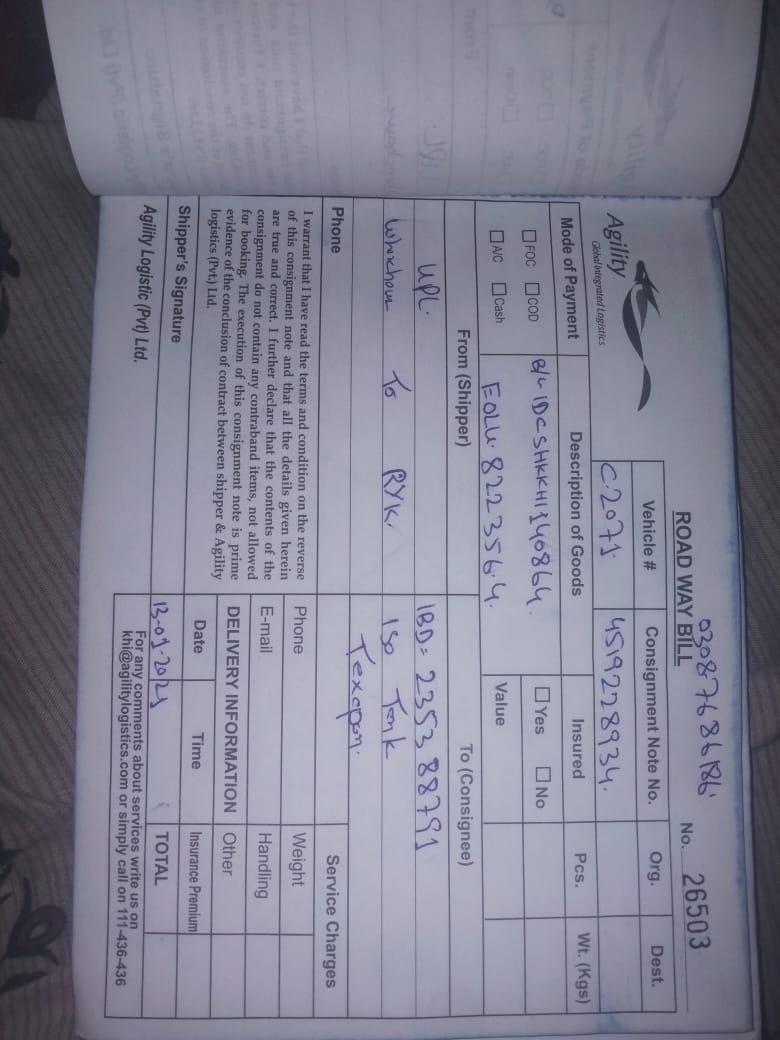 03087686186
ROAD WAY BILL
No. 26503
Agility
Global Integrated Logistics
Vehicle #
Consignment Note No.
Org.
Dest.
C.2071.
4519228934.
Mode of Payment
Description of Goods
Insured
Pcs.
Wt. (Kgs)
FOC COD
A/C Cash
B/L IDCSHKKHI140864.
EOLU. 822356.4.
Yes No
Value
From (Shipper)
To (Consignee)
UPL.
IBD= 2353 88791
To RYK.
Iso Tank
Texapon.
Phone
I warrant that I have read the terms and condition on the reverse
of this consignment note and that all the details given herein
are true and correct. I further declare that the contents of the
consignment do not contain any contraband items, not allowed
for booking. The execution of this consignment note is prime
evidence of the conclusion of contract between shipper & Agility
logistics (Pvt.) Ltd.
Shipper's Signature
Agility Logistic (Pvt) Ltd.
Service Charges
Phone
Weight
E-mail
Handling
DELIVERY INFORMATION
Other
Date
Time
Insurance Premium
13-01-2021
TOTAL
For any comments about services write us on
khi@agilitylogistics.com or simply call on 111-436-436